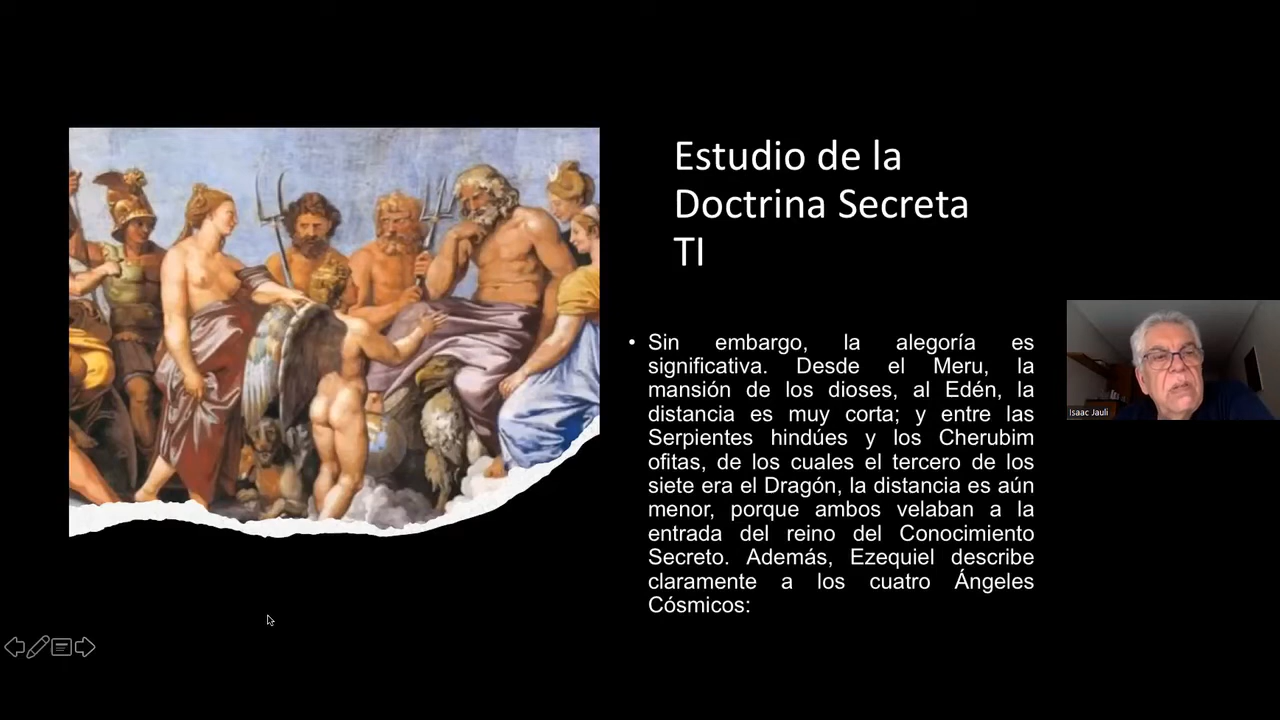 Estudio de la
Doctrina Secreta
TI
• Sin embargo, la alegoría es
significativa. Desde el Meru, la
mansión de los dioses, al Edén, la
distancia es muy corta; y entre las
Serpientes hindúes y los Cherubim
ofitas, de los cuales el tercero de los
siete era el Dragón, la distancia es aún
menor, porque ambos velaban a la
entrada del reino del Conocimiento
Secreto. Además, Ezequiel describe
claramente a los cuatro Ángeles
Cósmicos:
Isaac Jauli